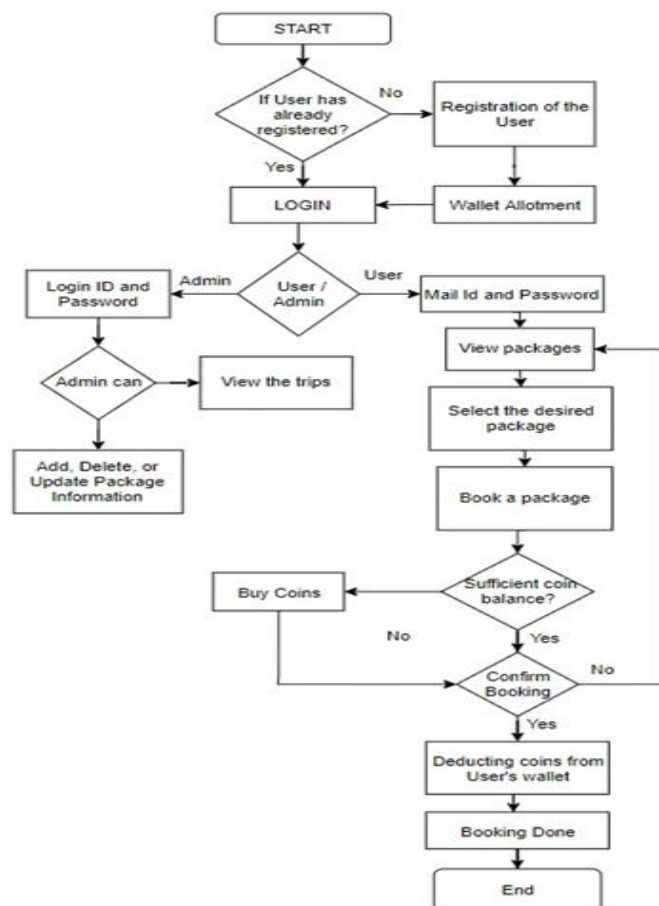 START
If User has
already
registered?
No
Registration of the
User
Yes
LOGIN
Wallet Allotment
Admin
User /
Admin
User
Login ID and
Password
Mail Id and Password
View packages
Admin can
View the trips
Select the desired
package
Add, Delete, or
Update Package
Information
Book a package
Sufficient coin
balance?
Buy Coins
No
Yes
Confirm
Booking
No
Yes
Deducting coins from
User's wallet
Booking Done
End